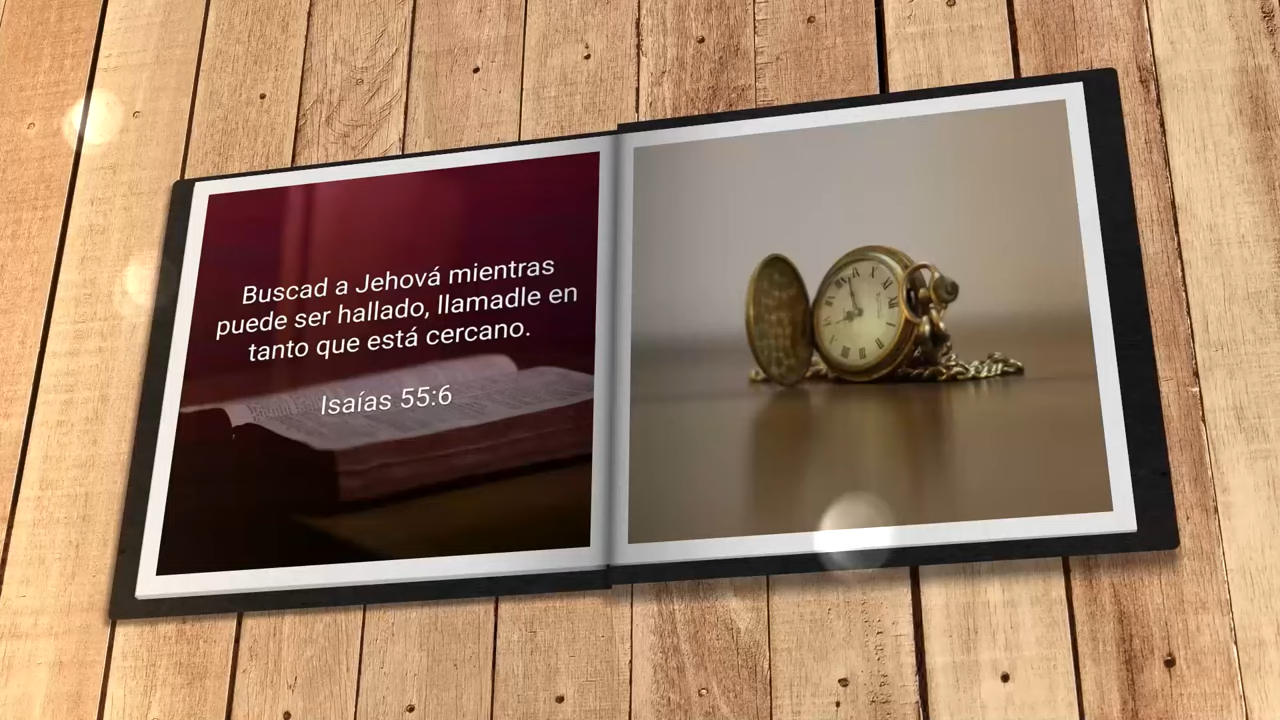 Buscad a Jehová mientras
puede ser hallado, llamadle en
tanto que está cercano.
Isaías 55:6